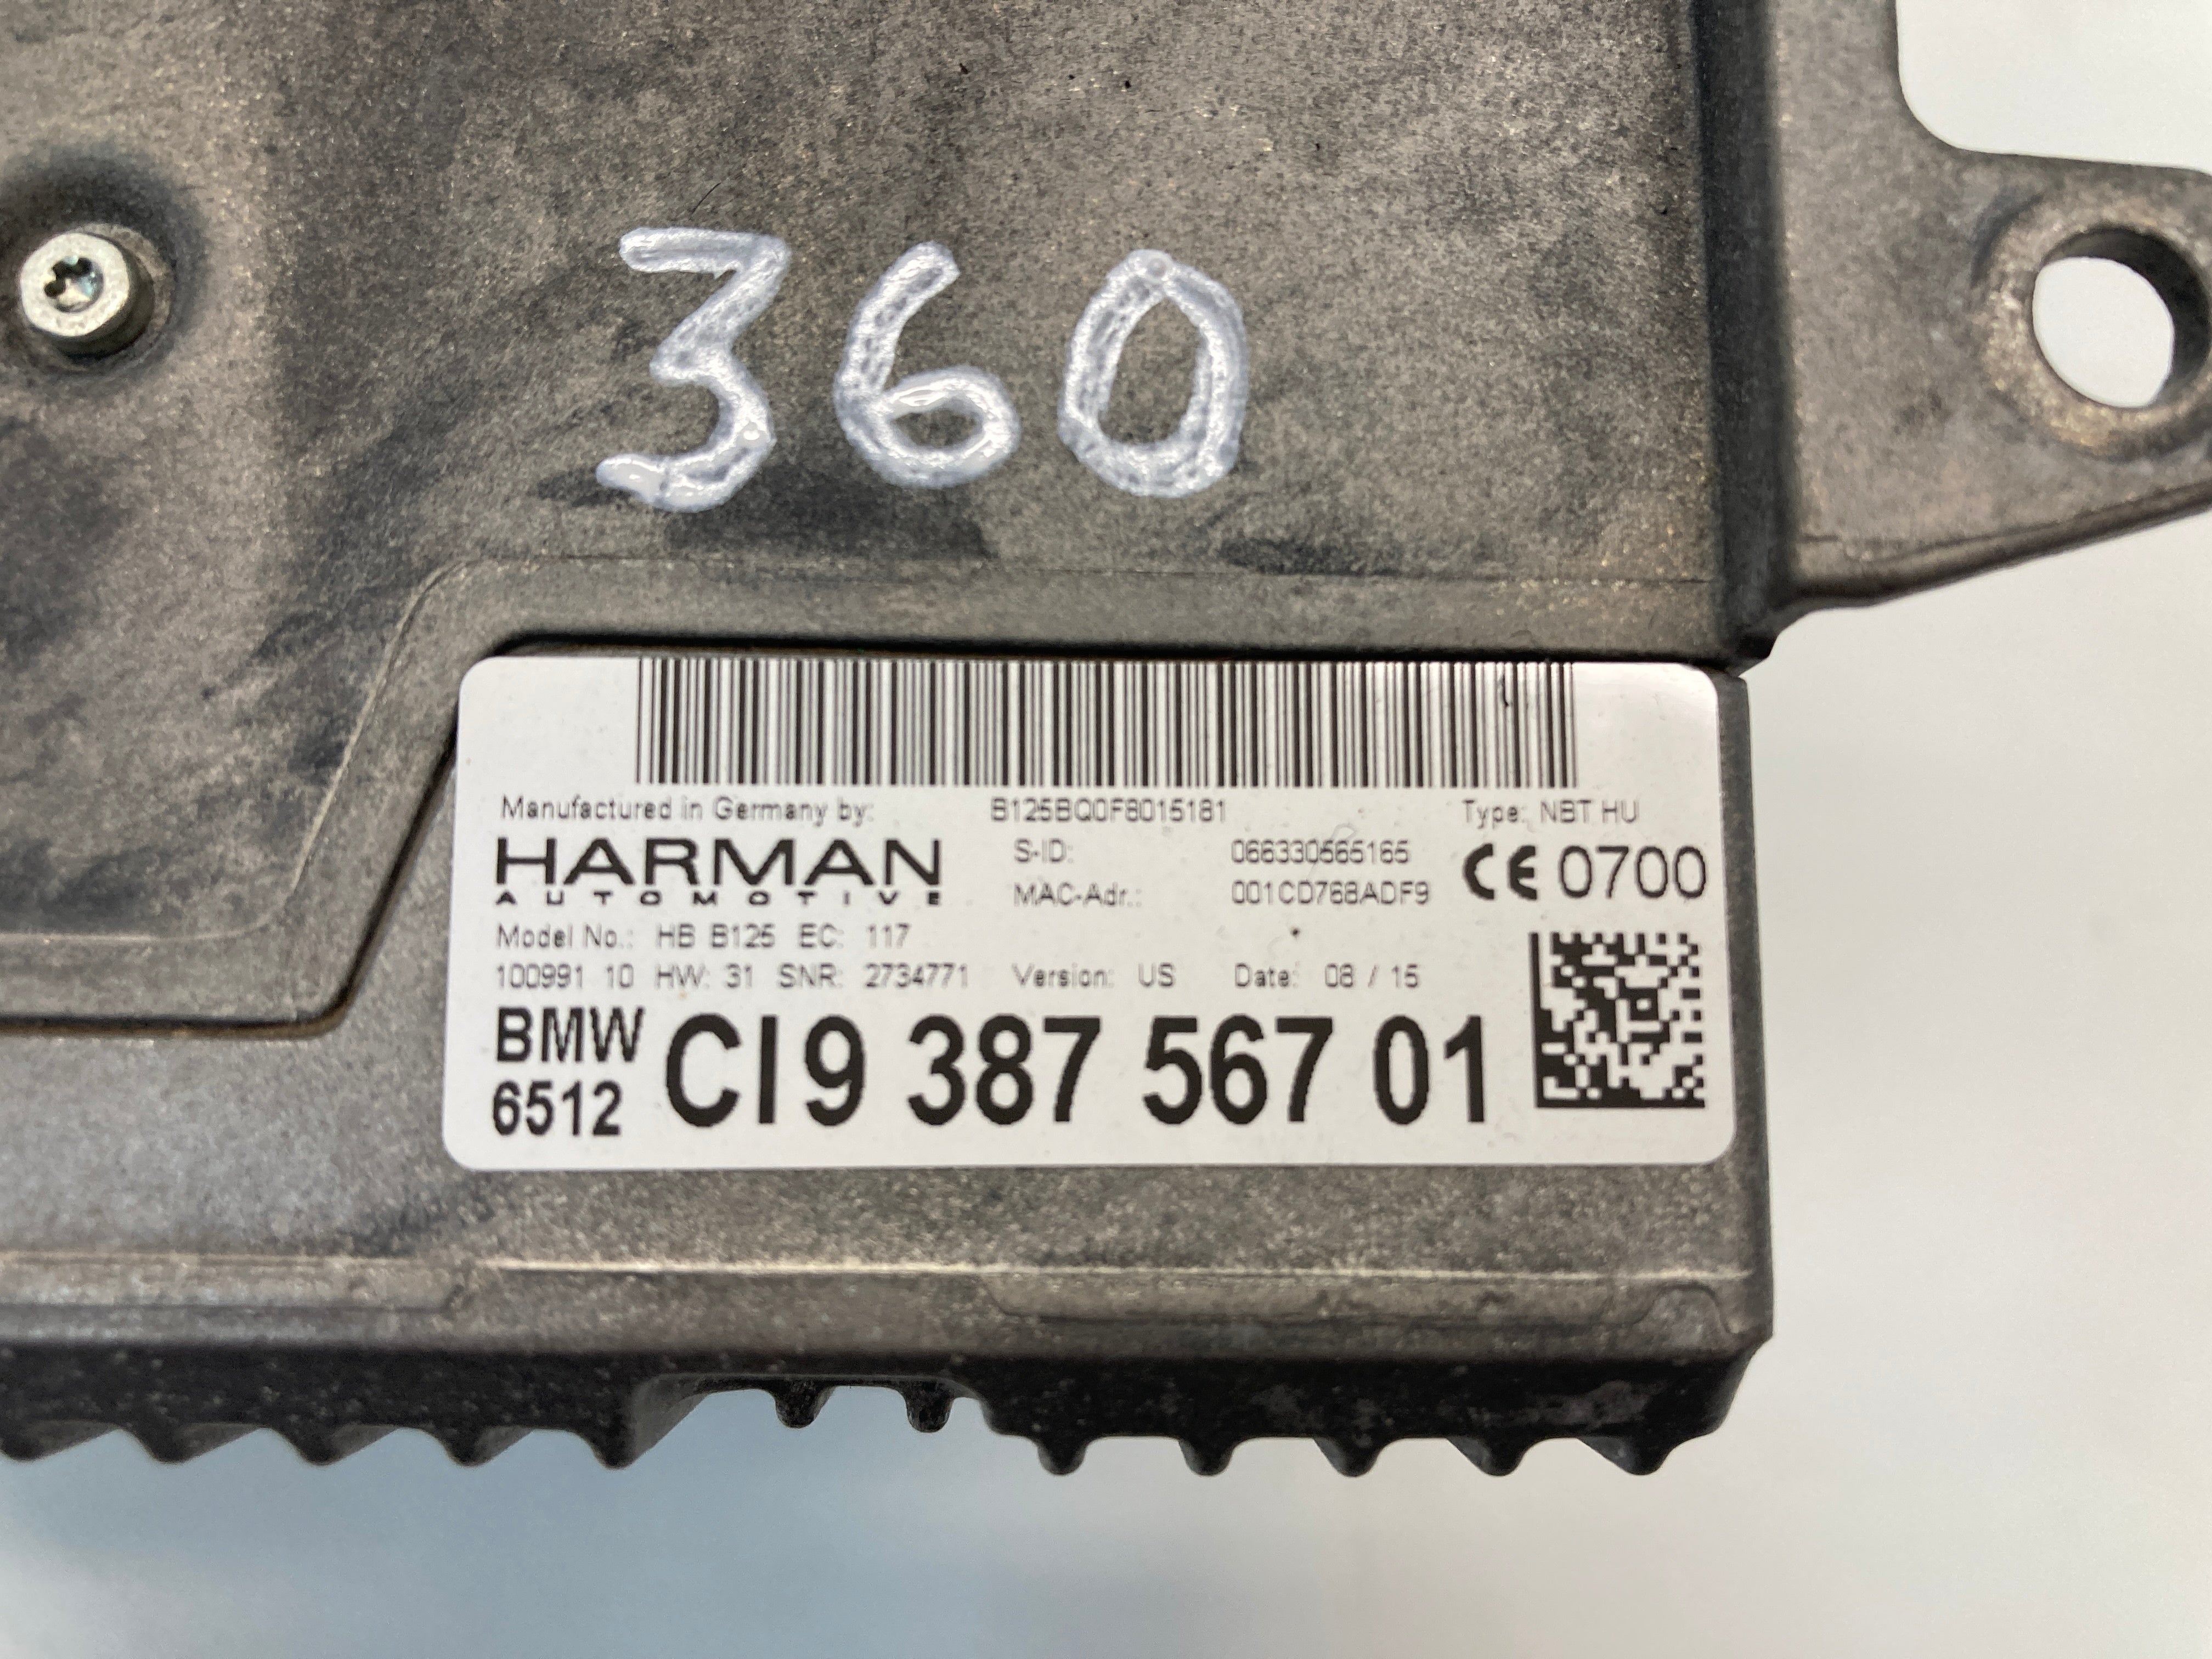 360
Manufactured in Germany by: B125BQ0F8015181 Type: NBT HU
HARMAN
AUTOMOTIVE
S-ID: 066330565165
MAC-Adr.: 001CD768ADF9
CE 0700
Model No.: HB B125 EC: 117
100991 10 HW: 31 SNR: 2734771 Version: US Date: 08 / 15
BMW
6512
CI9 387 567 01